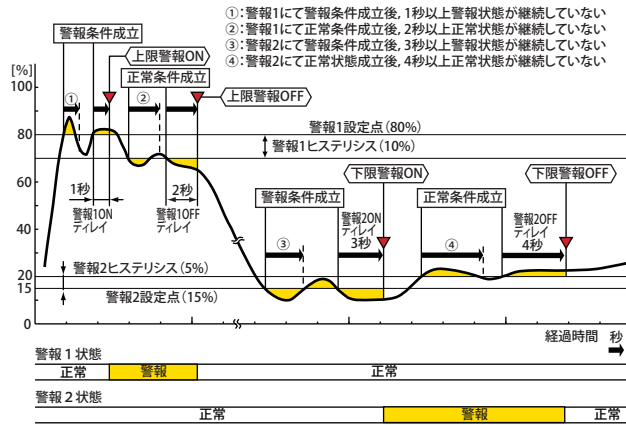 ①：警報1にて警報条件成立後，1秒以上警報状態が継続していない
②：警報1にて正常条件成立後，2秒以上正常状態が継続していない
③：警報2にて警報条件成立後，3秒以上警報状態が継続していない
④：警報2にて正常状態成立後，4秒以上正常状態が継続していない
警報条件成立
上限警報ON
正常条件成立
上限警報OFF
[%]
100
①
②
警報1設定点（80%）
80
警報1ヒステリシス（10%）
60
1秒
2秒
警報1ON
ディレイ
警報1OFF
ディレイ
下限警報ON
下限警報OFF
警報条件成立
正常条件成立
警報2ON
ディレイ
3秒
警報2OFF
ディレイ
4秒
40
③
④
警報2ヒステリシス（5%）
20
15
警報2設定点（15%）
0
経過時間 秒
警報 1 状態
正常
警報
正常
警報 2 状態
正常
警報
正常